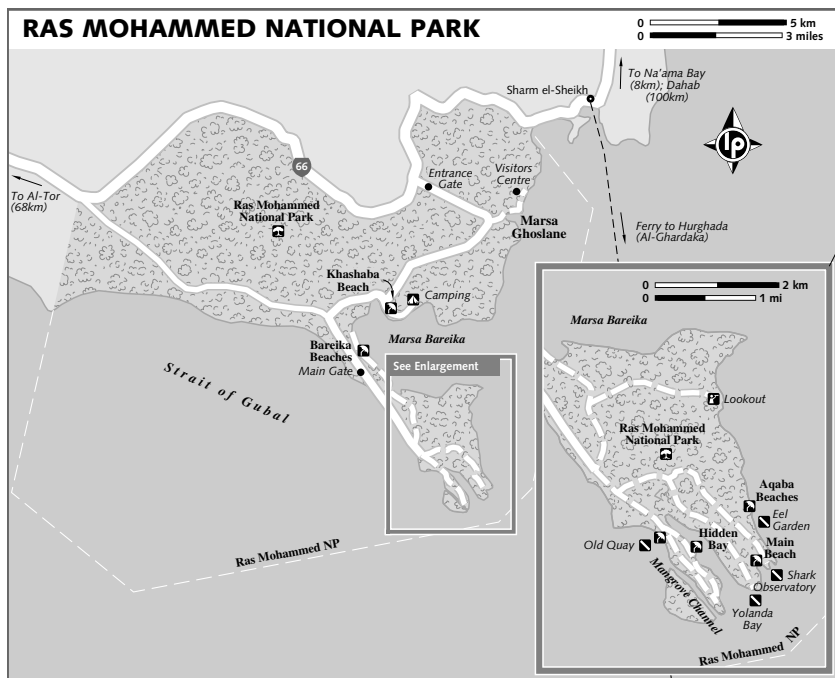 RAS MOHAMMED NATIONAL PARK
0 5 km
0 3 miles
To Na'ama Bay
(8km); Dahab
(100km)
Sharm el-Sheikh
lp
66
To Al-Tor
(68km)
Entrance
Gate
Visitors
Centre
Ras Mohammed
National Park
Marsa
Ghoslane
Ferry to Hurghada
(Al-Ghardaka)
Khashaba
Beach
Camping
Marsa Bareika
Bareika
Beaches
Main Gate
See Enlargement
Strait of Gubal
Ras Mohammed NP
0 2 km
0 1 mi
Marsa Bareika
Lookout
Ras Mohammed
National Park
Aqaba
Beaches
Eel
Garden
Hidden
Bay
Main
Beach
Old Quay
Shark
Observatory
Mangrove Channel
Yolanda
Bay
Ras Mohammed NP